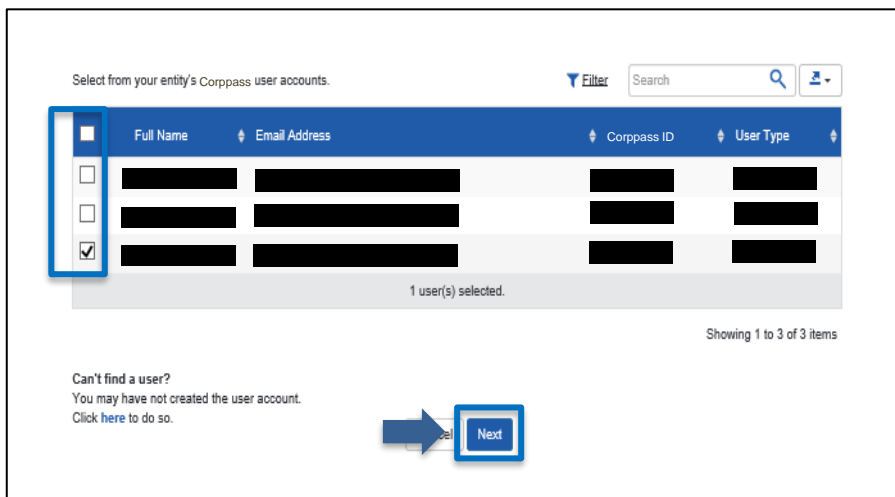 Select from your entity's Corppass user accounts.
Filter
Search
Full Name
Email Address
Corppass ID
User Type
1 user(s) selected.
Showing 1 to 3 of 3 items
Can't find a user?
You may have not created the user account.
Click here to do so.
Next